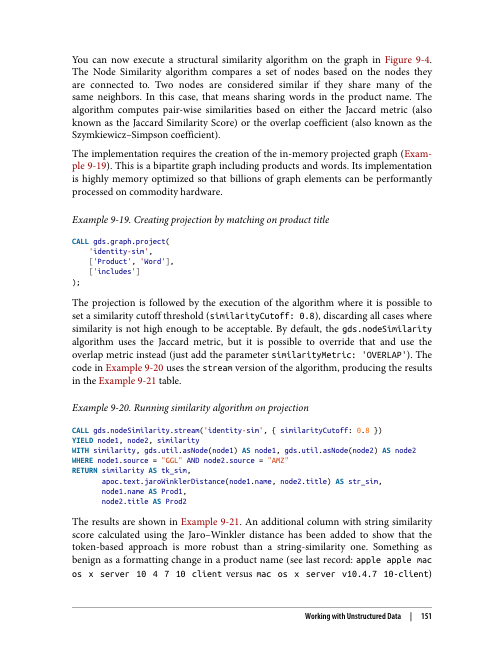 You can now execute a structural similarity algorithm on the graph in Figure 9-4.
The Node Similarity algorithm compares a set of nodes based on the nodes they
are connected to. Two nodes are considered similar if they share many of the
same neighbors. In this case, that means sharing words in the product name. The
algorithm computes pair-wise similarities based on either the Jaccard metric (also
known as the Jaccard Similarity Score) or the overlap coefficient (also known as the
Szymkiewicz–Simpson coefficient).
The implementation requires the creation of the in-memory projected graph (Exam-
ple 9-19). This is a bipartite graph including products and words. Its implementation
is highly memory optimized so that billions of graph elements can be performantly
processed on commodity hardware.
Example 9-19. Creating projection by matching on product title
CALL gds.graph.project(
    'identity-sim',
    ['Product', 'Word'],
    ['includes']
);
The projection is followed by the execution of the algorithm where it is possible to
set a similarity cutoff threshold (similarityCutoff: 0.8), discarding all cases where
similarity is not high enough to be acceptable. By default, the gds.nodeSimilarity
algorithm uses the Jaccard metric, but it is possible to override that and use the
overlap metric instead (just add the parameter similarityMetric: 'OVERLAP'). The
code in Example 9-20 uses the stream version of the algorithm, producing the results
in the Example 9-21 table.
Example 9-20. Running similarity algorithm on projection
CALL gds.nodeSimilarity.stream('identity-sim', { similarityCutoff: 0.8 })
YIELD node1, node2, similarity
WITH similarity, gds.util.asNode(node1) AS node1, gds.util.asNode(node2) AS node2
WHERE node1.source = "GGL" AND node2.source = "AMZ"
RETURN similarity AS tk_sim,
       apoc.text.jaroWinklerDistance(node1.name, node2.title) AS str_sim,
       node1.name AS Prod1,
       node2.title AS Prod2
The results are shown in Example 9-21. An additional column with string similarity
score calculated using the Jaro–Winkler distance has been added to show that the
token-based approach is more robust than a string-similarity one. Something as
benign as a formatting change in a product name (see last record: apple apple mac
os x server 10 4 7 10 client versus mac os x server v10.4.7 10-client)
Working with Unstructured Data | 151